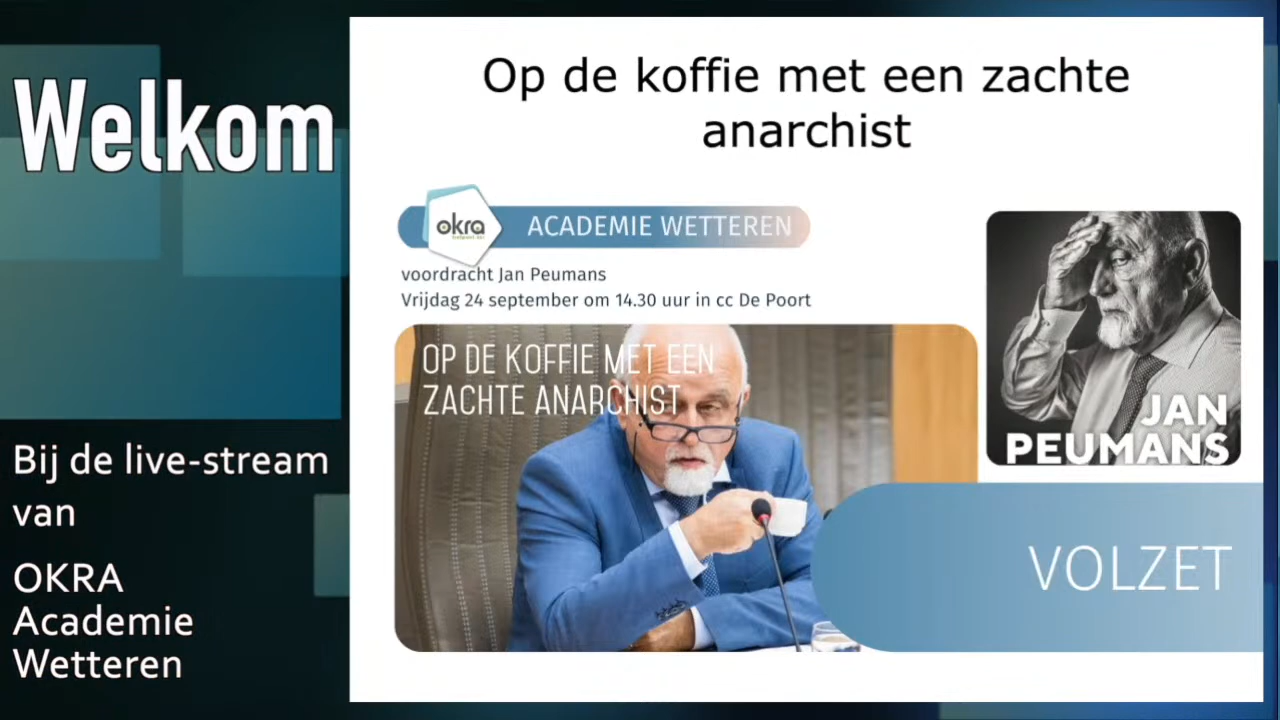 Welkom
Bij de live-stream
van
OKRA
Academie
Wetteren
Op de koffie met een zachte
anarchist
okra
ACADEMIE WETTEREN
voordracht Jan Peumans
Vrijdag 24 september om 14.30 uur in cc De Poort
OP DE KOFFIE MET EEN
ZACHTE ANARCHIST
JAN
PEUMANS
VOLZET